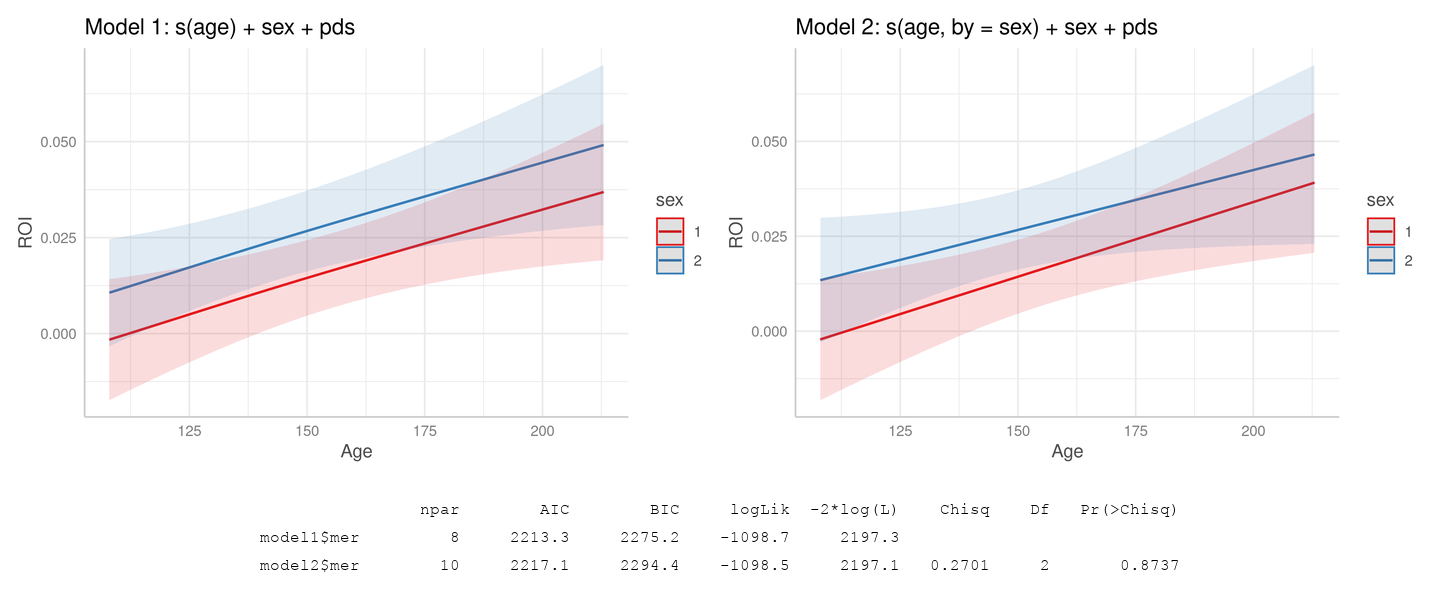 Model 1: s(age) + sex + pds
0.050
0.025
0.000
ROI
125 150 175 200
Age
sex
1
2
Model 2: s(age, by = sex) + sex + pds
0.050
0.025
0.000
ROI
125 150 175 200
Age
sex
1
2
npar AIC BIC logLik -2*log(L) Chisq Df Pr(>Chisq)
model1$mer 8 2213.3 2275.2 -1098.7 2197.3
model2$mer 10 2217.1 2294.4 -1098.5 2197.1 0.2701 2 0.8737